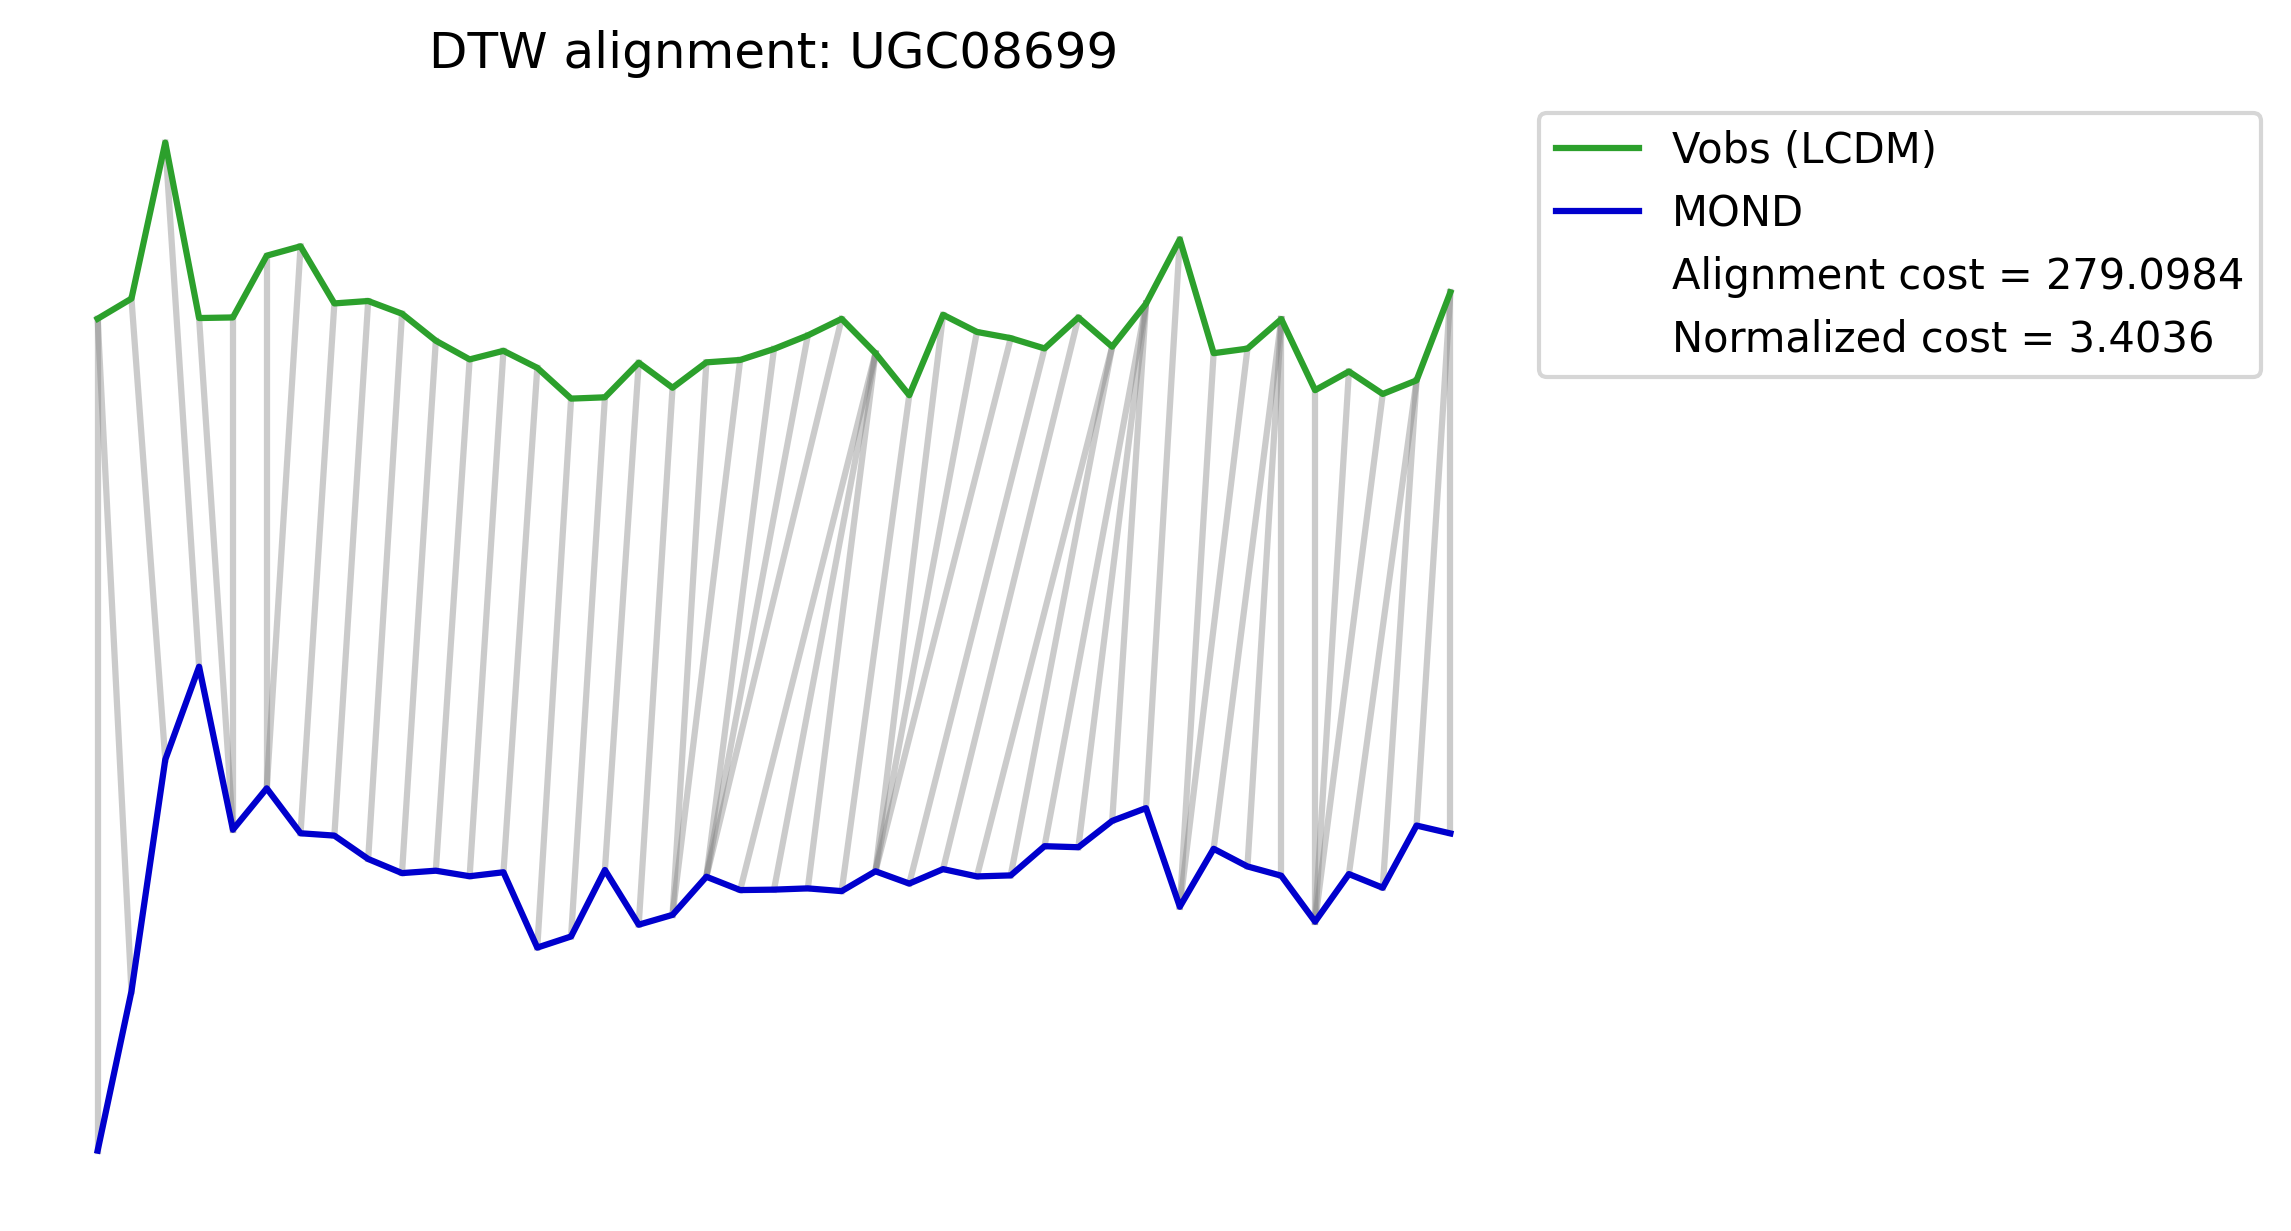 DTW alignment: UGC08699
Vobs (LCDM)
MOND
Alignment cost = 279.0984
Normalized cost = 3.4036